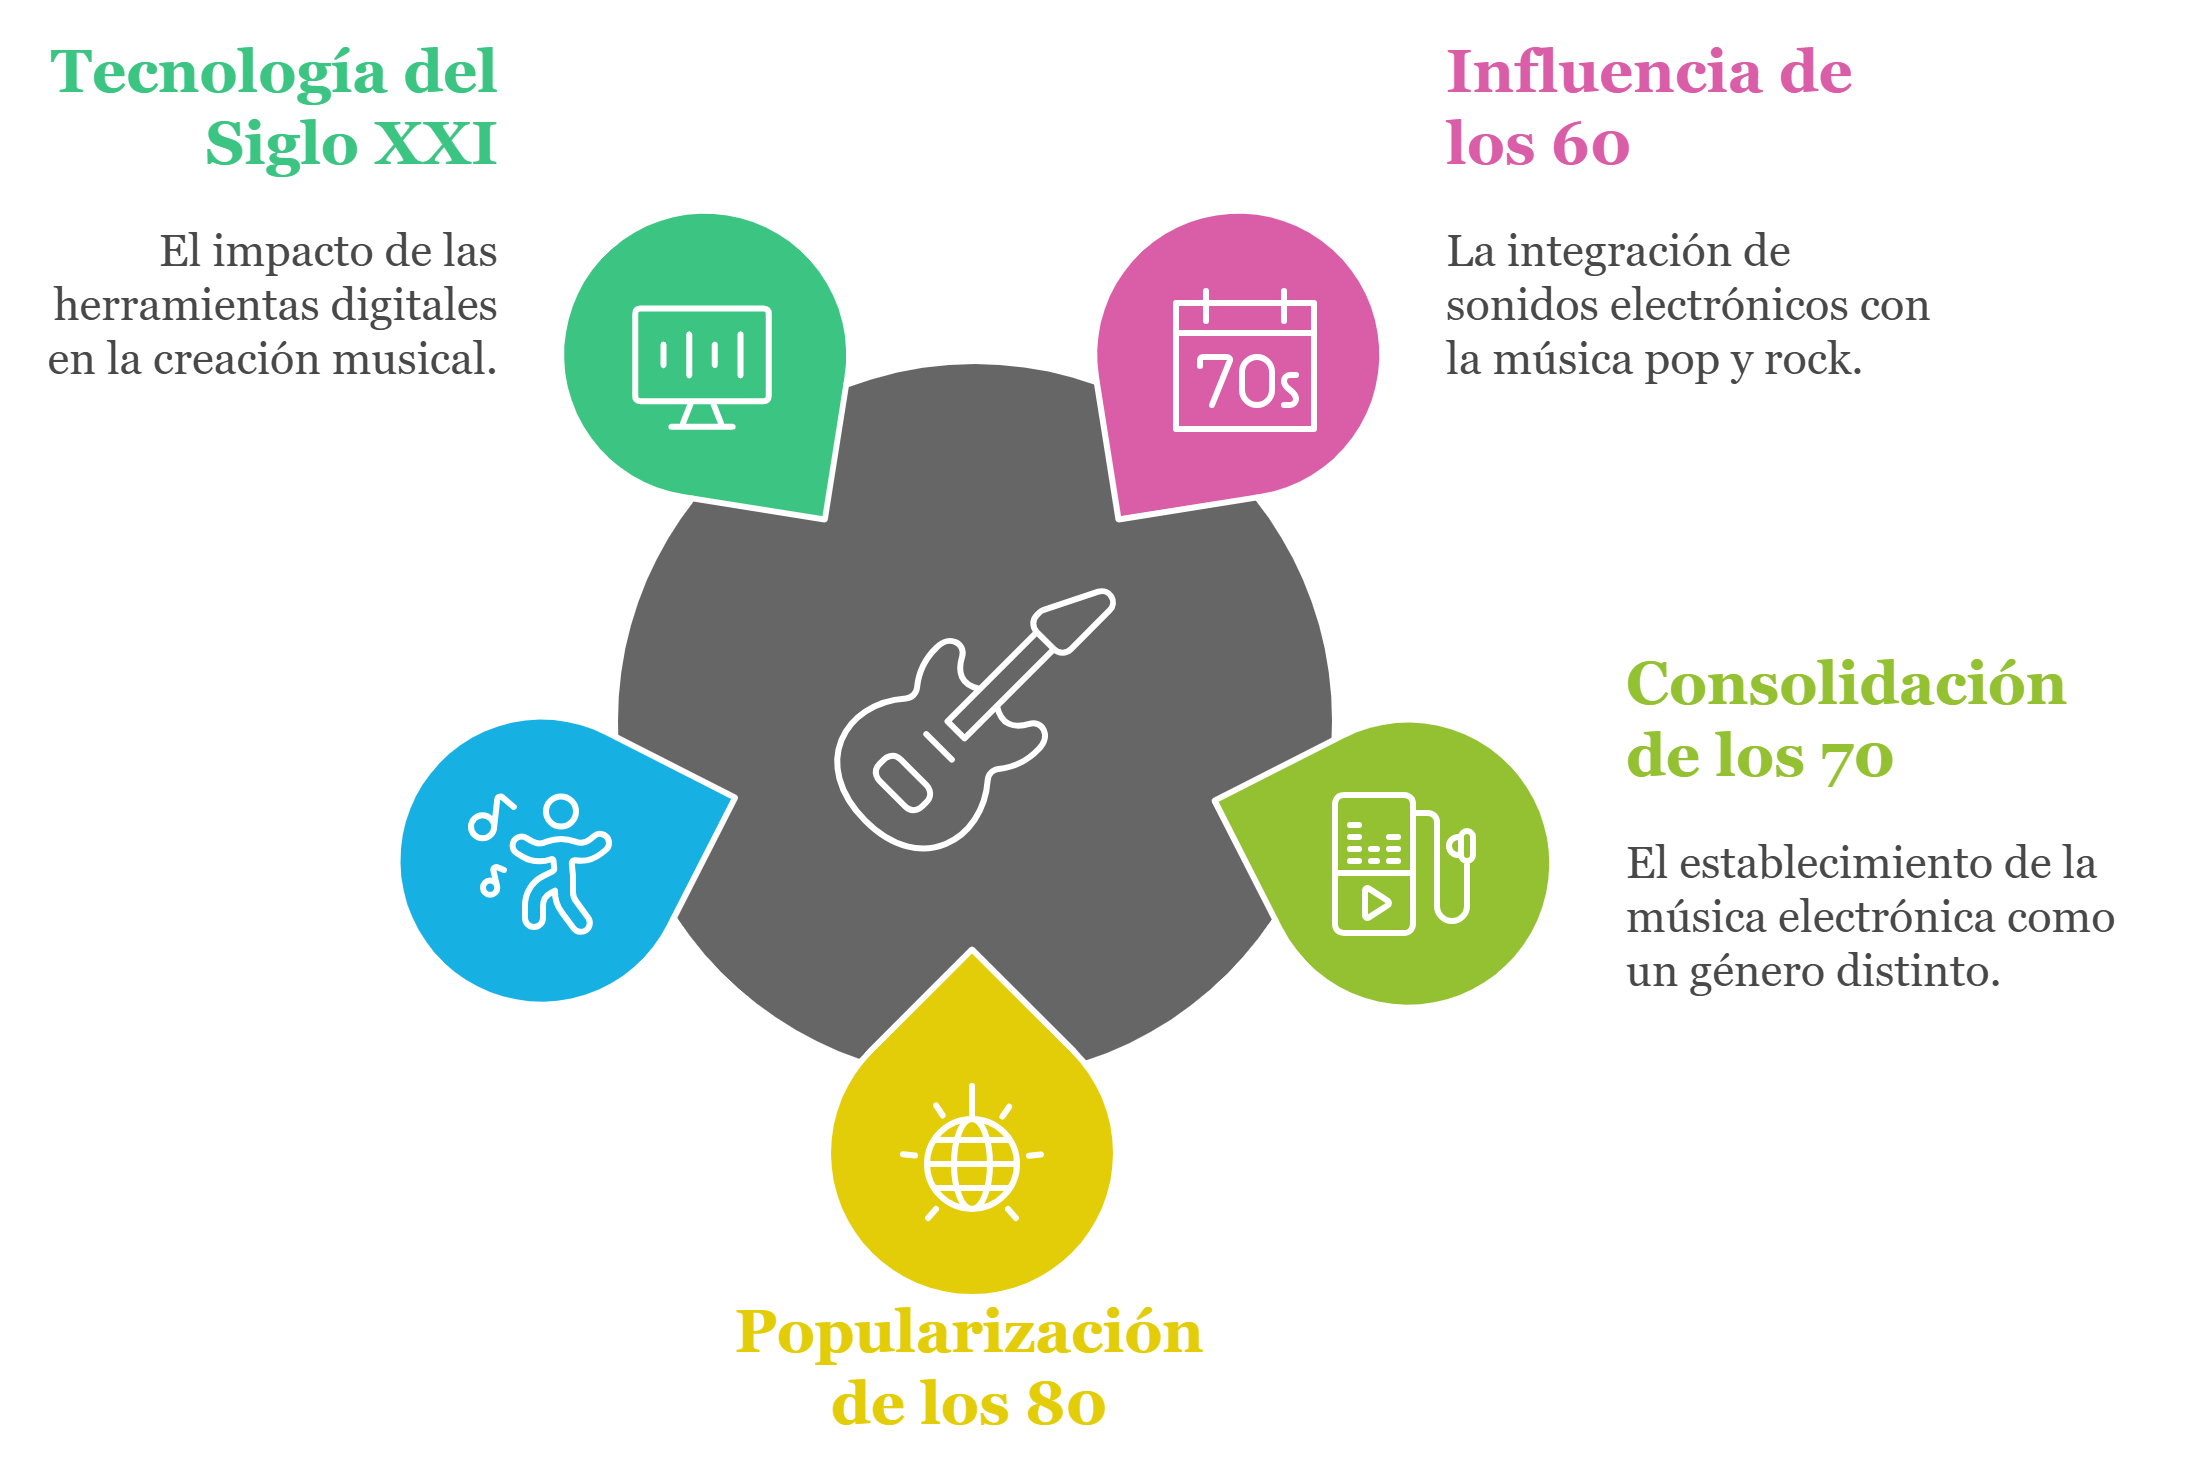 Tecnología del
Siglo XXI
El impacto de las
herramientas digitales
en la creación musical.
Influencia de
los 60
La integración de
sonidos electrónicos con
la música pop y rock.
70s
Consolidación
de los 70
El establecimiento de la
música electrónica como
un género distinto.
Popularización
de los 80